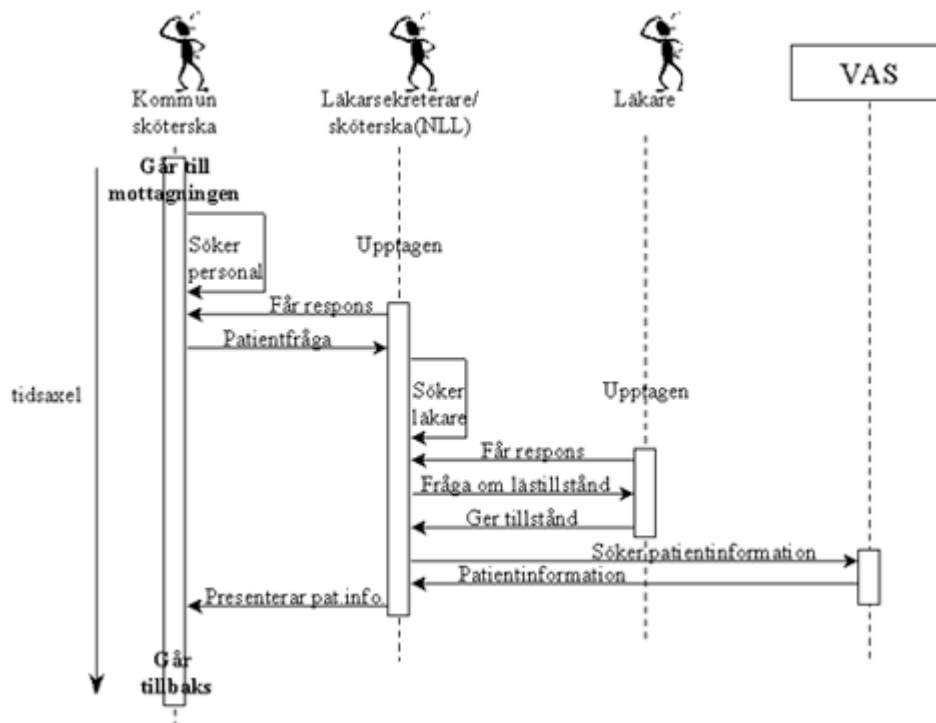 Kommun
sköterska
Läkarsekreterare/
sköterska(NLL)
Läkare
VAS
Går till
mottagningen
Söker
personal
Upptagen
Får respons
Patientfråga
tidsaxel
Söker
läkare
Upptagen
Får respons
Fråga om lästillstånd
Ger tillstånd
Söker patientinformation
Patientinformation
Presenterar pat.info.
Går
tillbaks